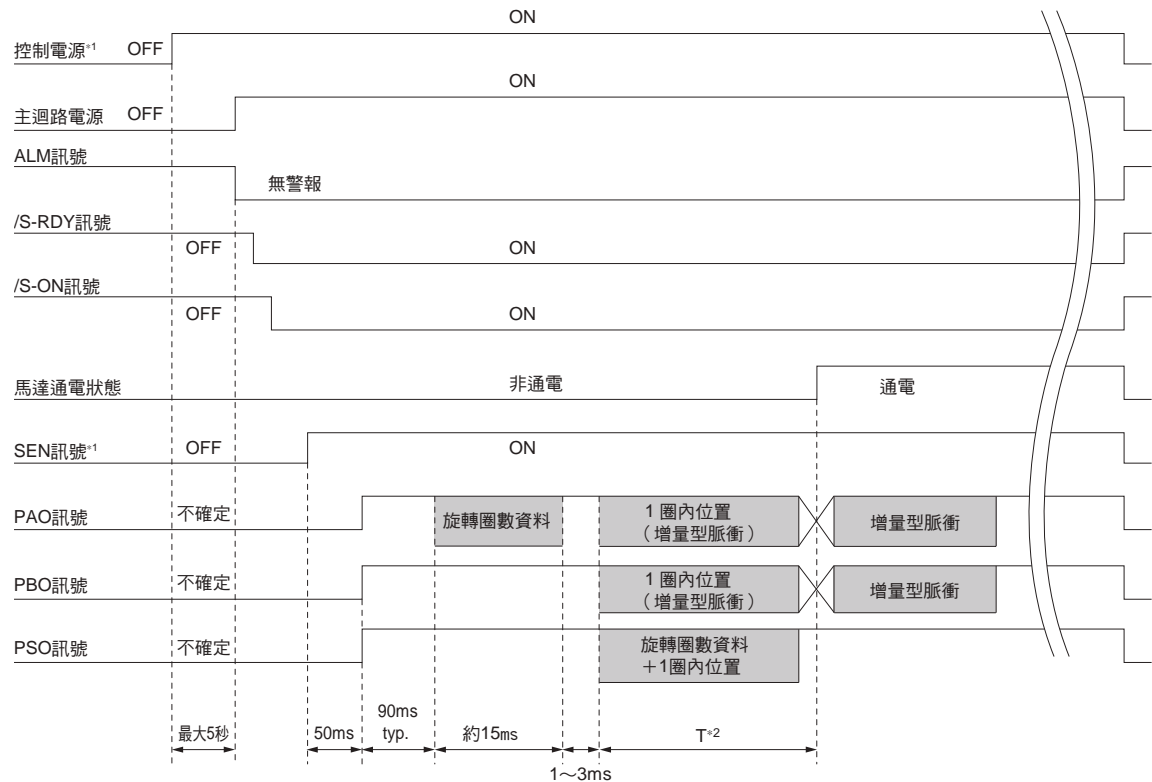 ON
控制電源*1 OFF
ON
主迴路電源 OFF
ALM訊號
無警報
/S-RDY訊號
OFF ON
/S-ON訊號
OFF ON
馬達通電狀態 非通電 通電
SEN訊號*1 OFF ON
PAO訊號 不確定 旋轉圈數資料 1 圈內位置
（增量型脈衝） 增量型脈衝
PBO訊號 不確定 1 圈內位置
（增量型脈衝） 增量型脈衝
PSO訊號 不確定 旋轉圈數資料
＋1圈內位置
最大5秒 50ms 90ms
typ. 約15ms T*2
1～3ms